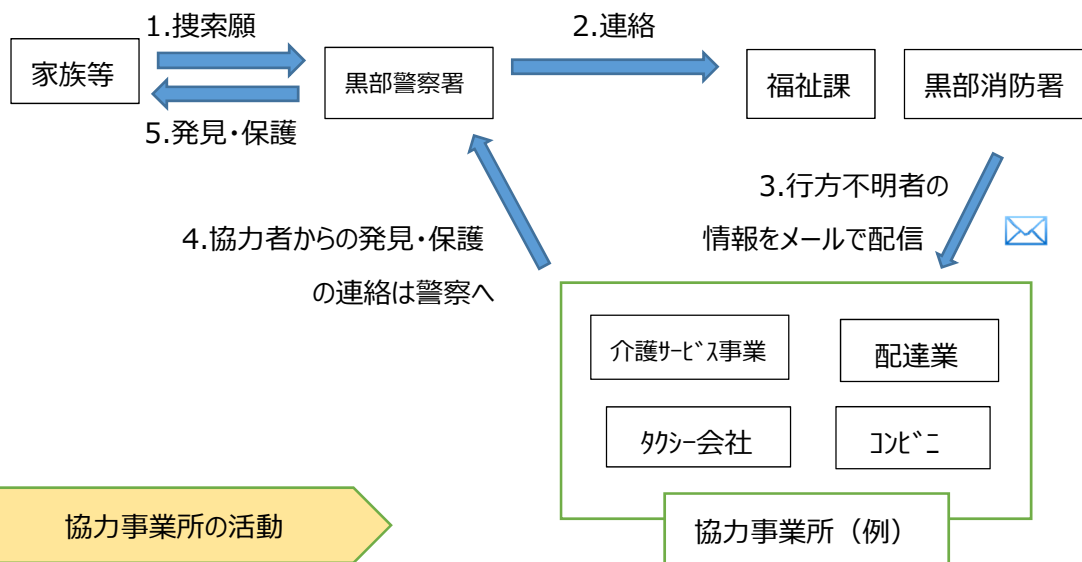 1.捜索願
2.連絡
家族等
黒部警察署
福祉課
黒部消防署
5.発見・保護
3.行方不明者の
情報をメールで配信
4.協力者からの発見・保護
の連絡は警察へ
介護ｻｰﾋﾞｽ事業
配達業
ﾀｸｼｰ会社
ｺﾝﾋﾞﾆ
協力事業所の活動
協力事業所（例）